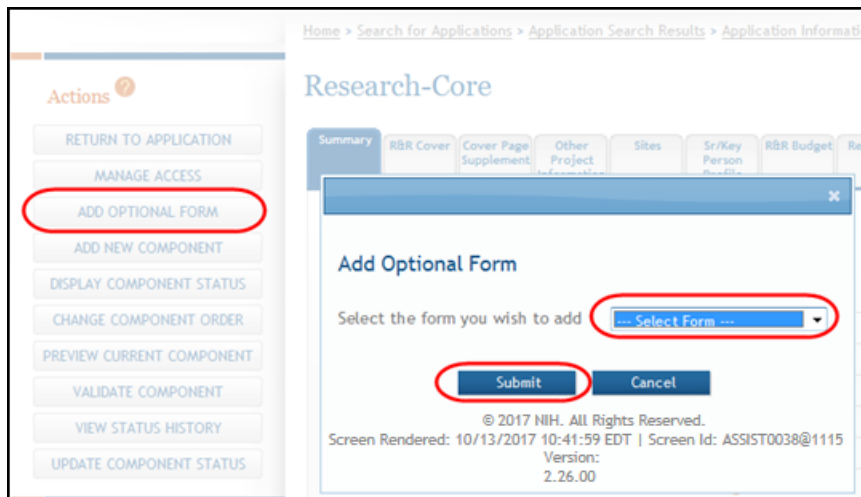 Home > Search for Applications > Application Search Results > Application Informati
Actions ?
RETURN TO APPLICATION
MANAGE ACCESS
ADD OPTIONAL FORM
ADD NEW COMPONENT
DISPLAY COMPONENT STATUS
CHANGE COMPONENT ORDER
PREVIEW CURRENT COMPONENT
VALIDATE COMPONENT
VIEW STATUS HISTORY
UPDATE COMPONENT STATUS
Research-Core
Summary
R&R Cover
Cover Page
Supplement
Other
Project
Information
Sites
Sr/Key
Person
Profile
R&R Budget
Re
×
Add Optional Form
Select the form you wish to add
--- Select Form ---
Submit
Cancel
© 2017 NIH. All Rights Reserved.
Screen Rendered: 10/13/2017 10:41:59 EDT | Screen Id: ASSIST0038@1115
Version:
2.26.00